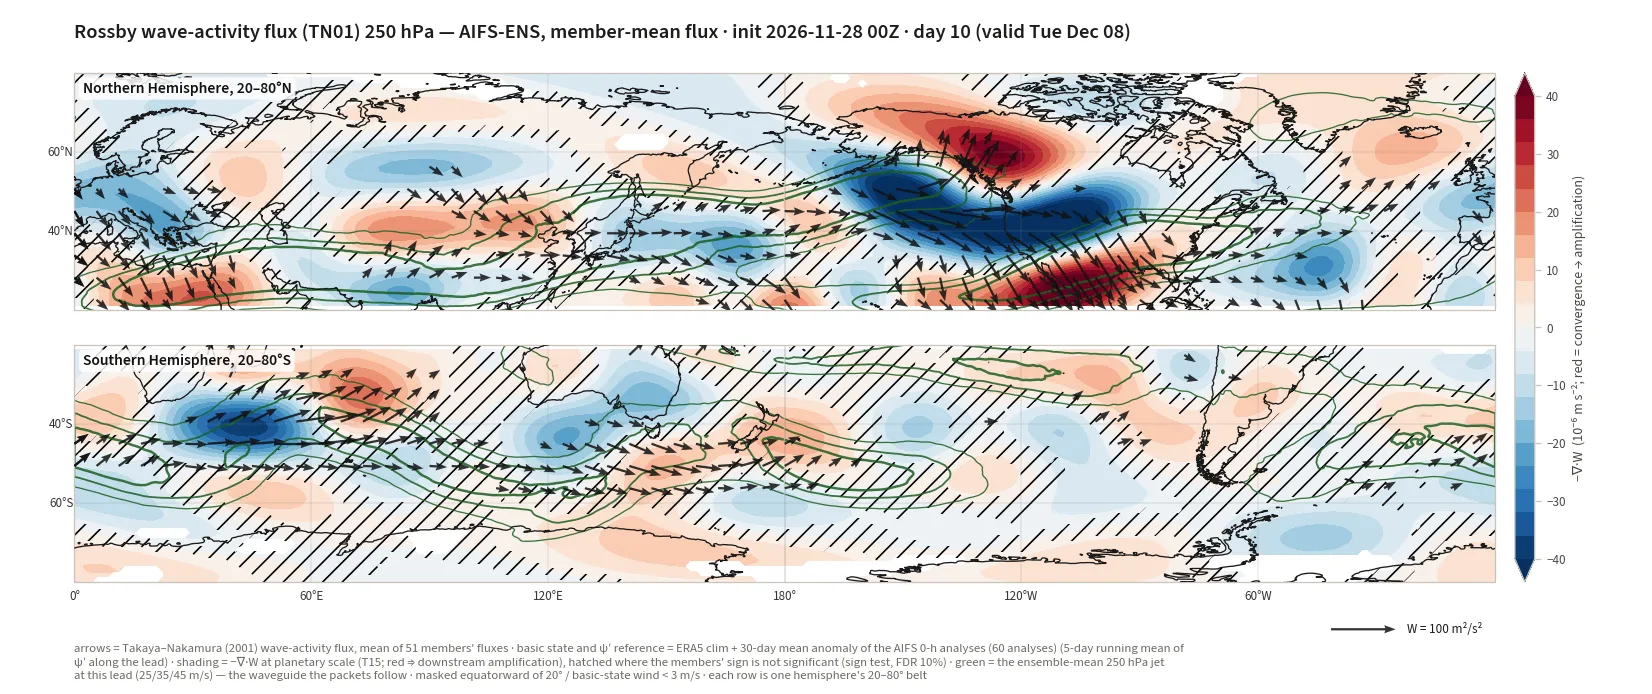 Rossby wave-activity flux (TN01) 250 hPa — AIFS-ENS, member-mean flux · init 2026-11-28 00Z · day 10 (valid Tue Dec 08)
Northern Hemisphere, 20–80°N
60°N
40°N
Southern Hemisphere, 20–80°S
40°S
60°S
0°
60°E
120°E
180°
120°W
60°W
40
30
20
10
0
−10
−20
−30
−40
−∇·W (10⁻⁶ m s⁻²; red = convergence → amplification)
W = 100 m²/s²
arrows = Takaya–Nakamura (2001) wave-activity flux, mean of 51 members' fluxes · basic state and ψ′ reference = ERA5 clim + 30-day mean anomaly of the AIFS 0-h analyses (60 analyses) (5-day running mean of
ψ′ along the lead) · shading = −∇·W at planetary scale (T15; red ⇒ downstream amplification), hatched where the members' sign is not significant (sign test, FDR 10%) · green = the ensemble-mean 250 hPa jet
at this lead (25/35/45 m/s) — the waveguide the packets follow · masked equatorward of 20° / basic-state wind < 3 m/s · each row is one hemisphere's 20–80° belt